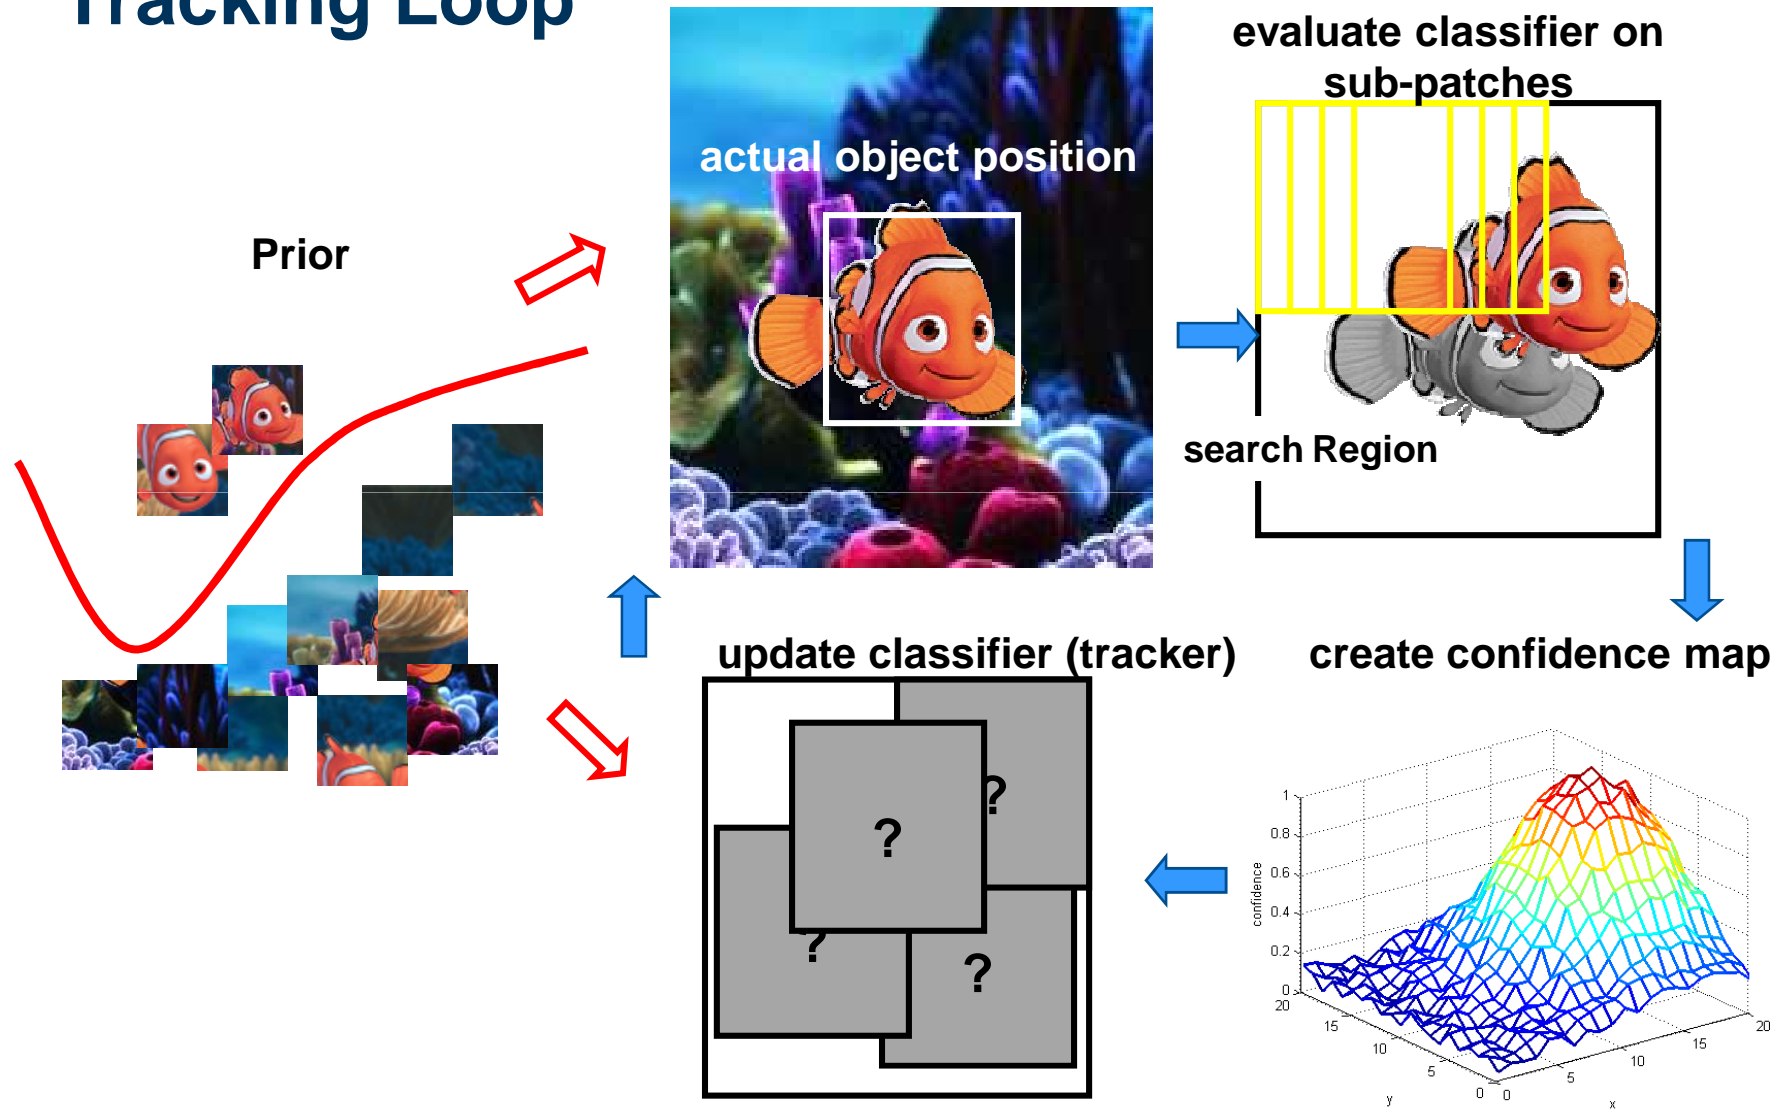 Tracking Loop
evaluate classifier on
sub-patches
actual object position
Prior
search Region
update classifier (tracker)
create confidence map
?
?
?
?
1
0.8
0.6
0.4
0.2
0
confidence
20
15
10
5
0
y
0
5
10
15
20
x